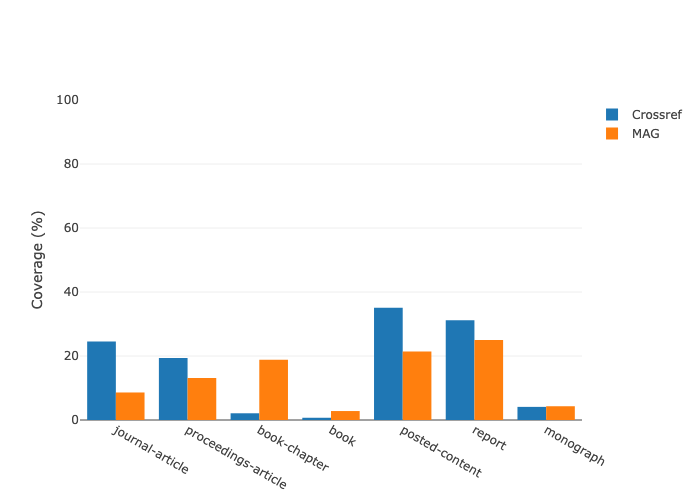 100
80
60
40
20
0
Coverage (%)
journal-article
proceedings-article
book-chapter
book
posted-content
report
monograph
Crossref
MAG